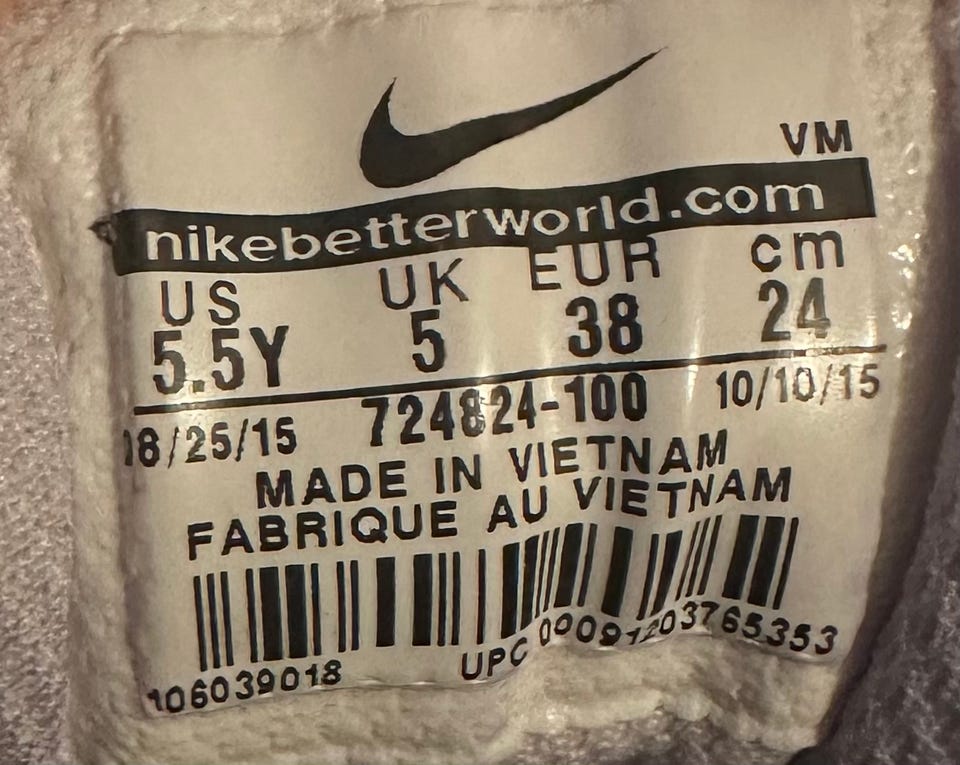 VM
nikebetterworld.com
US UK EUR cm
5.5Y 5 38 24
08/25/15 724824-100 10/10/15
MADE IN VIETNAM
FABRIQUE AU VIETNAM
106039018 UPC 00091203765353